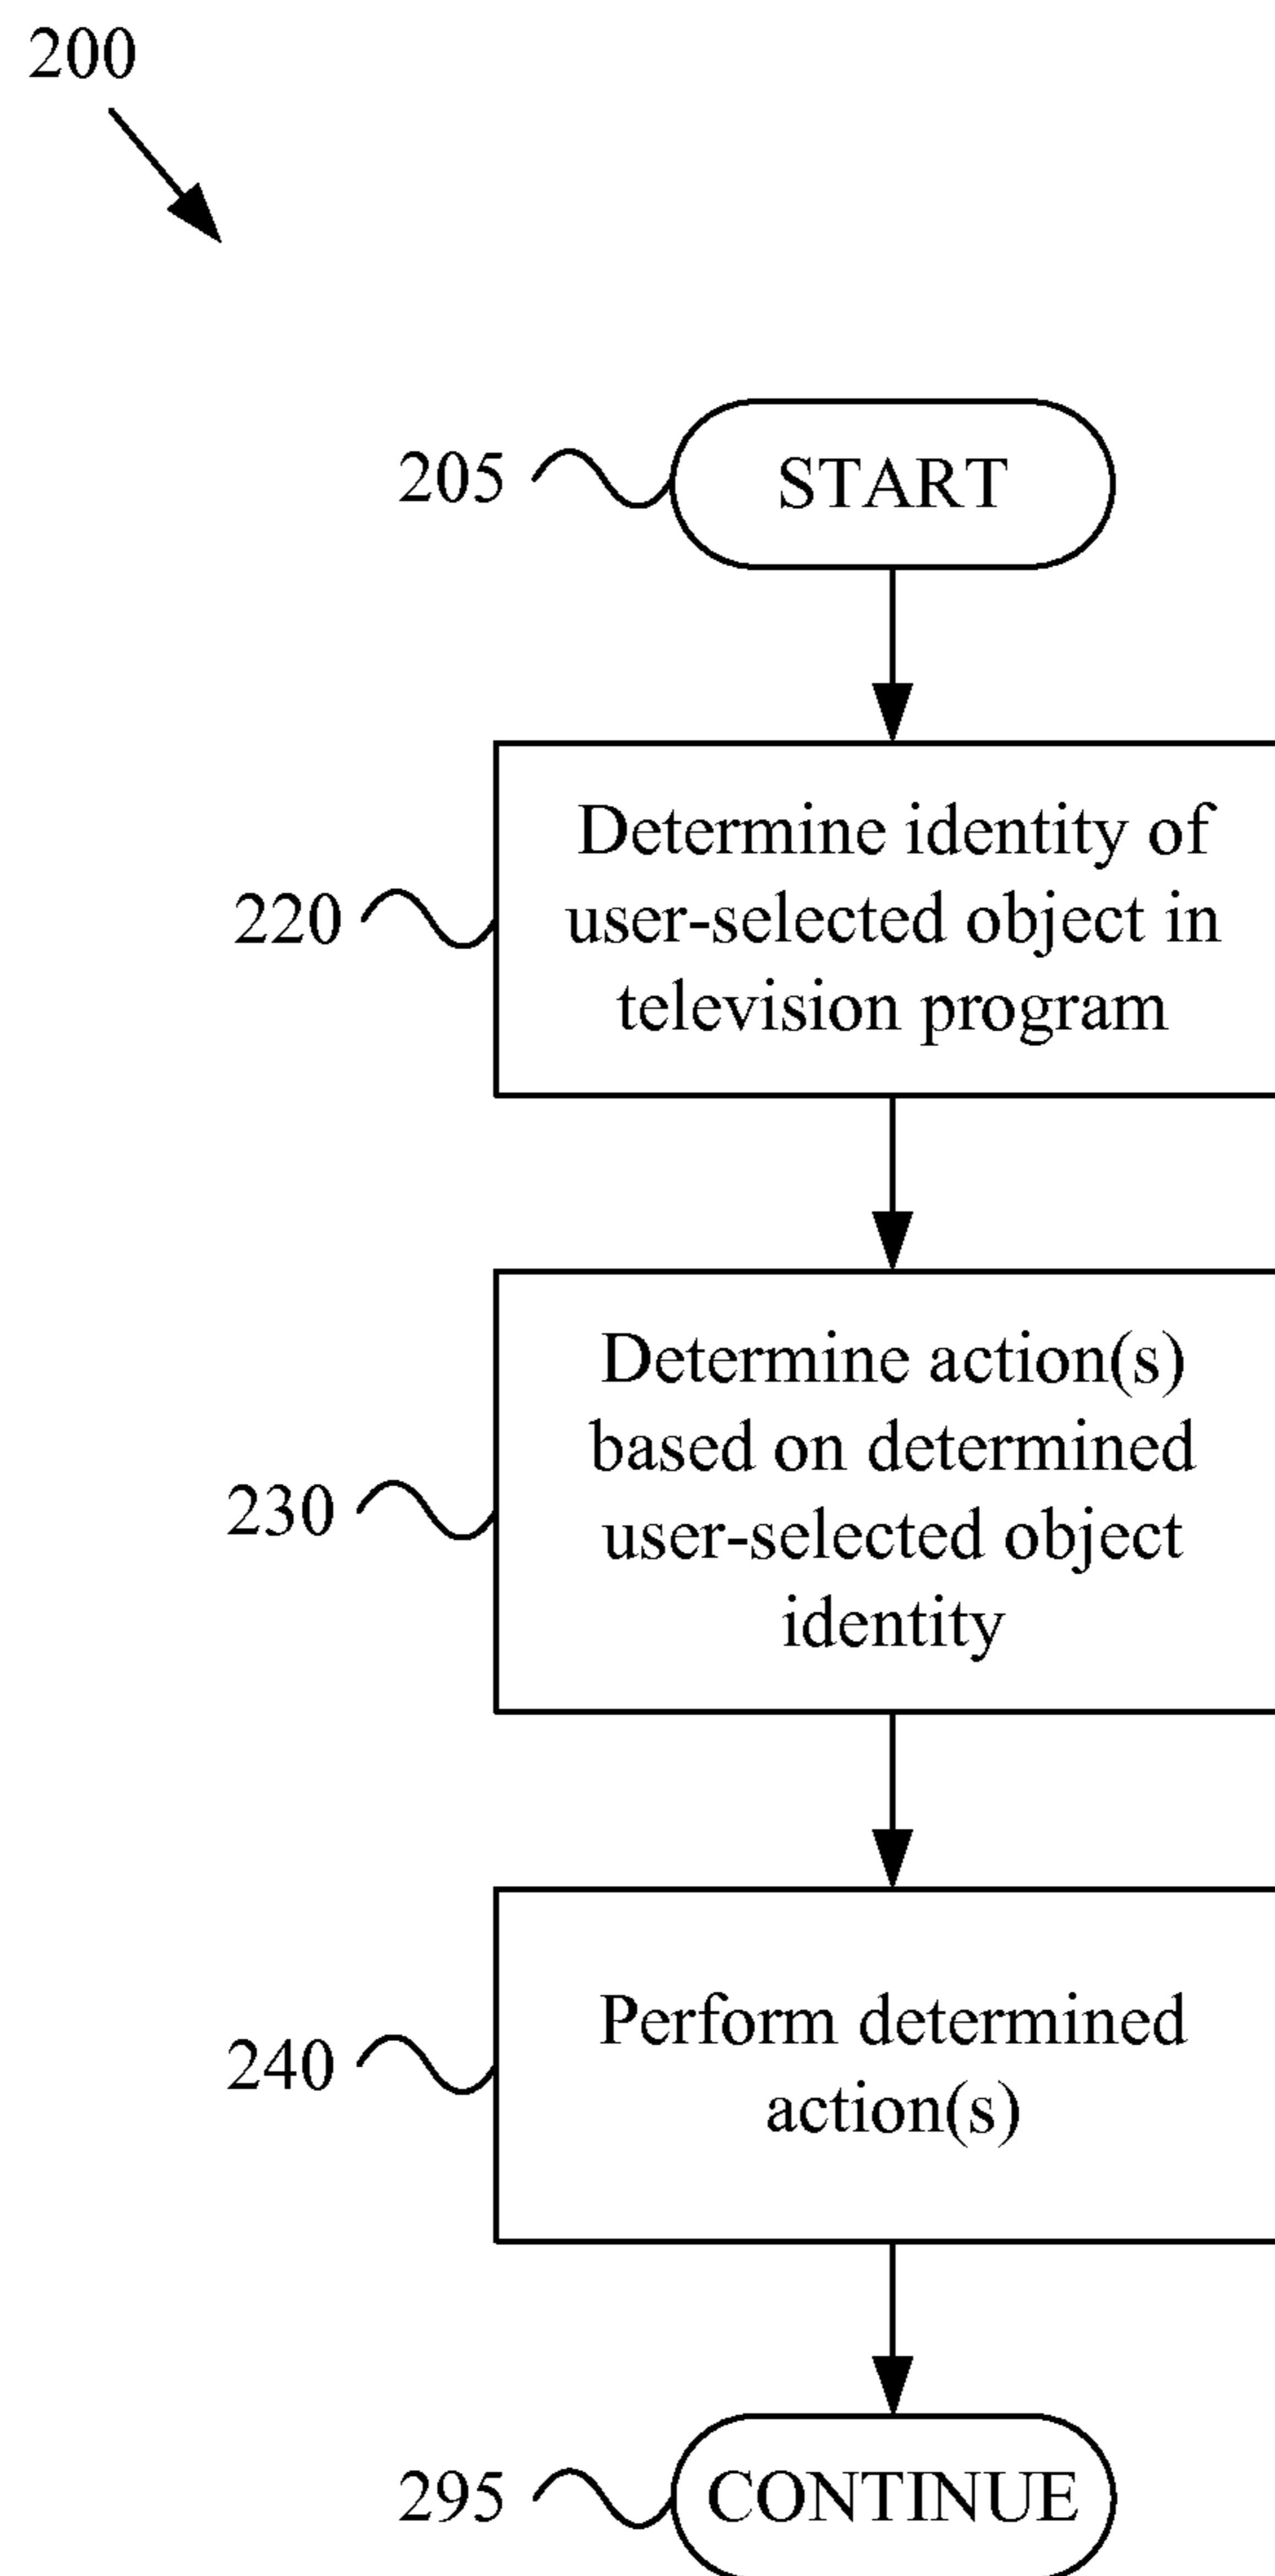 200
205
START
220
Determine identity of
user-selected object in
television program
230
Determine action(s)
based on determined
user-selected object
identity
240
Perform determined
action(s)
295
CONTINUE